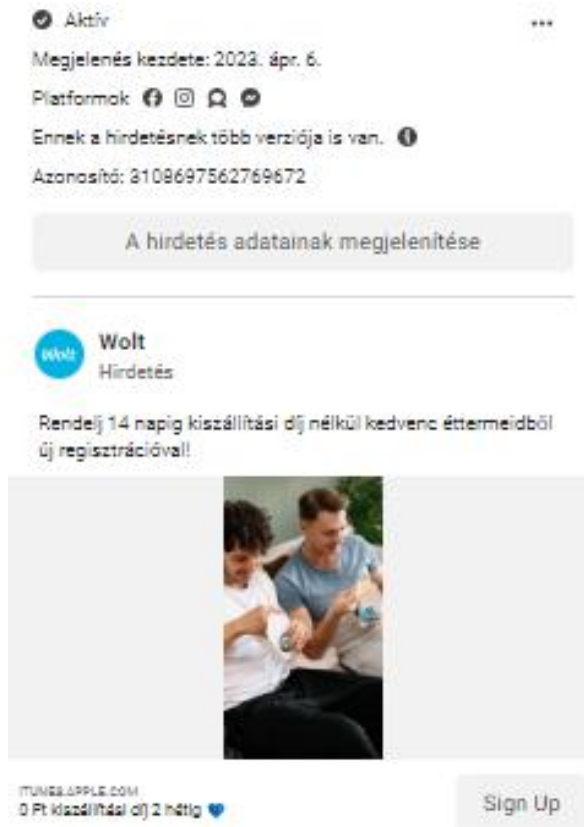 Aktív
Megjelenés kezdete: 2023. ápr. 6.
Platformok
Ennek a hirdetésnek több verziója is van.
Azonosító: 3108697562769672
A hirdetés adatainak megjelenítése
Wolt
Wolt
Hirdetés
Rendelj 14 napig kiszállítási díj nélkül kedvenc éttermeidből
új regisztrációval!
ITUNES.APPLE.COM
0 Ft kiszállítási díj 2 hétig 💙
Sign Up